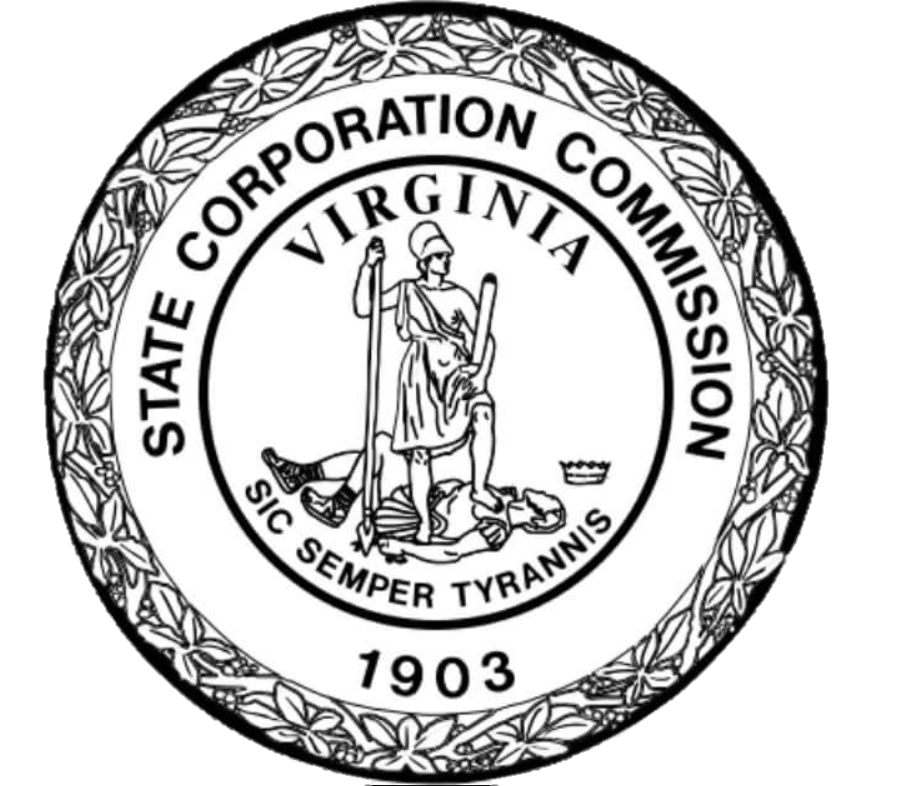 STATE CORPORATION COMMISSION
VIRGINIA
SIC SEMPER TYRANNIS
1903